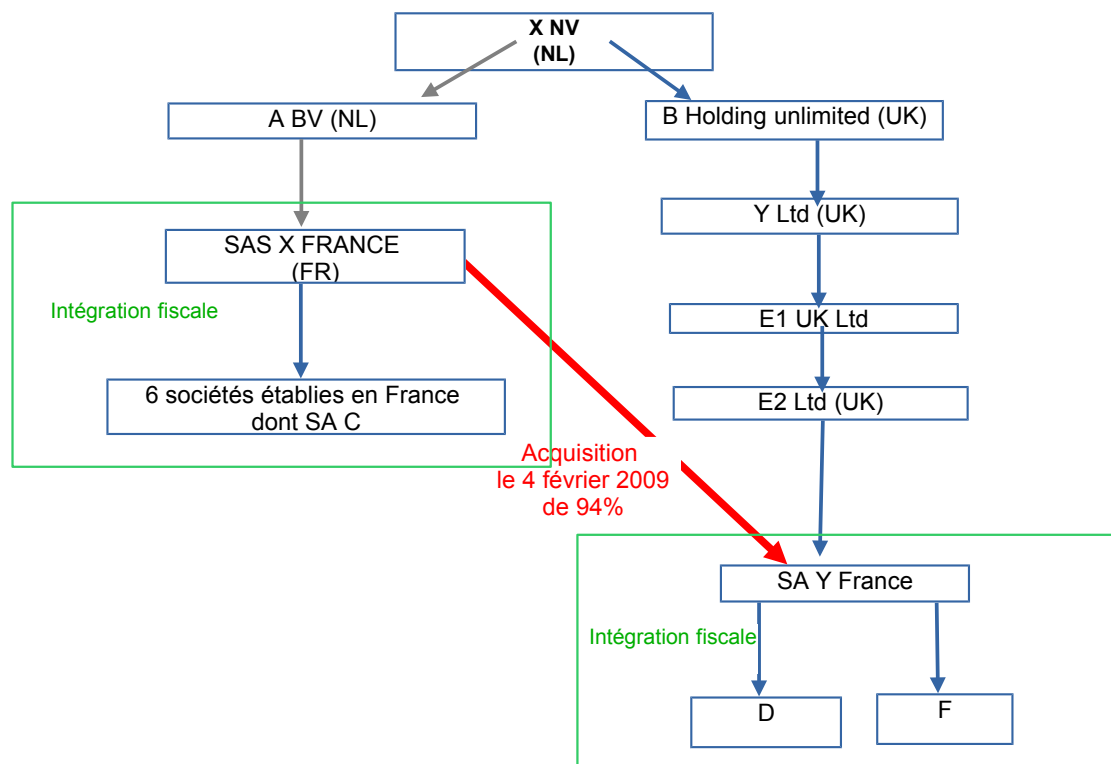 X NV
(NL)
A BV (NL)
B Holding unlimited (UK)
Y Ltd (UK)
SAS X FRANCE
(FR)
Intégration fiscale
E1 UK Ltd
6 sociétés établies en France
dont SA C
E2 Ltd (UK)
Acquisition
le 4 février 2009
de 94%
SA Y France
Intégration fiscale
D
F